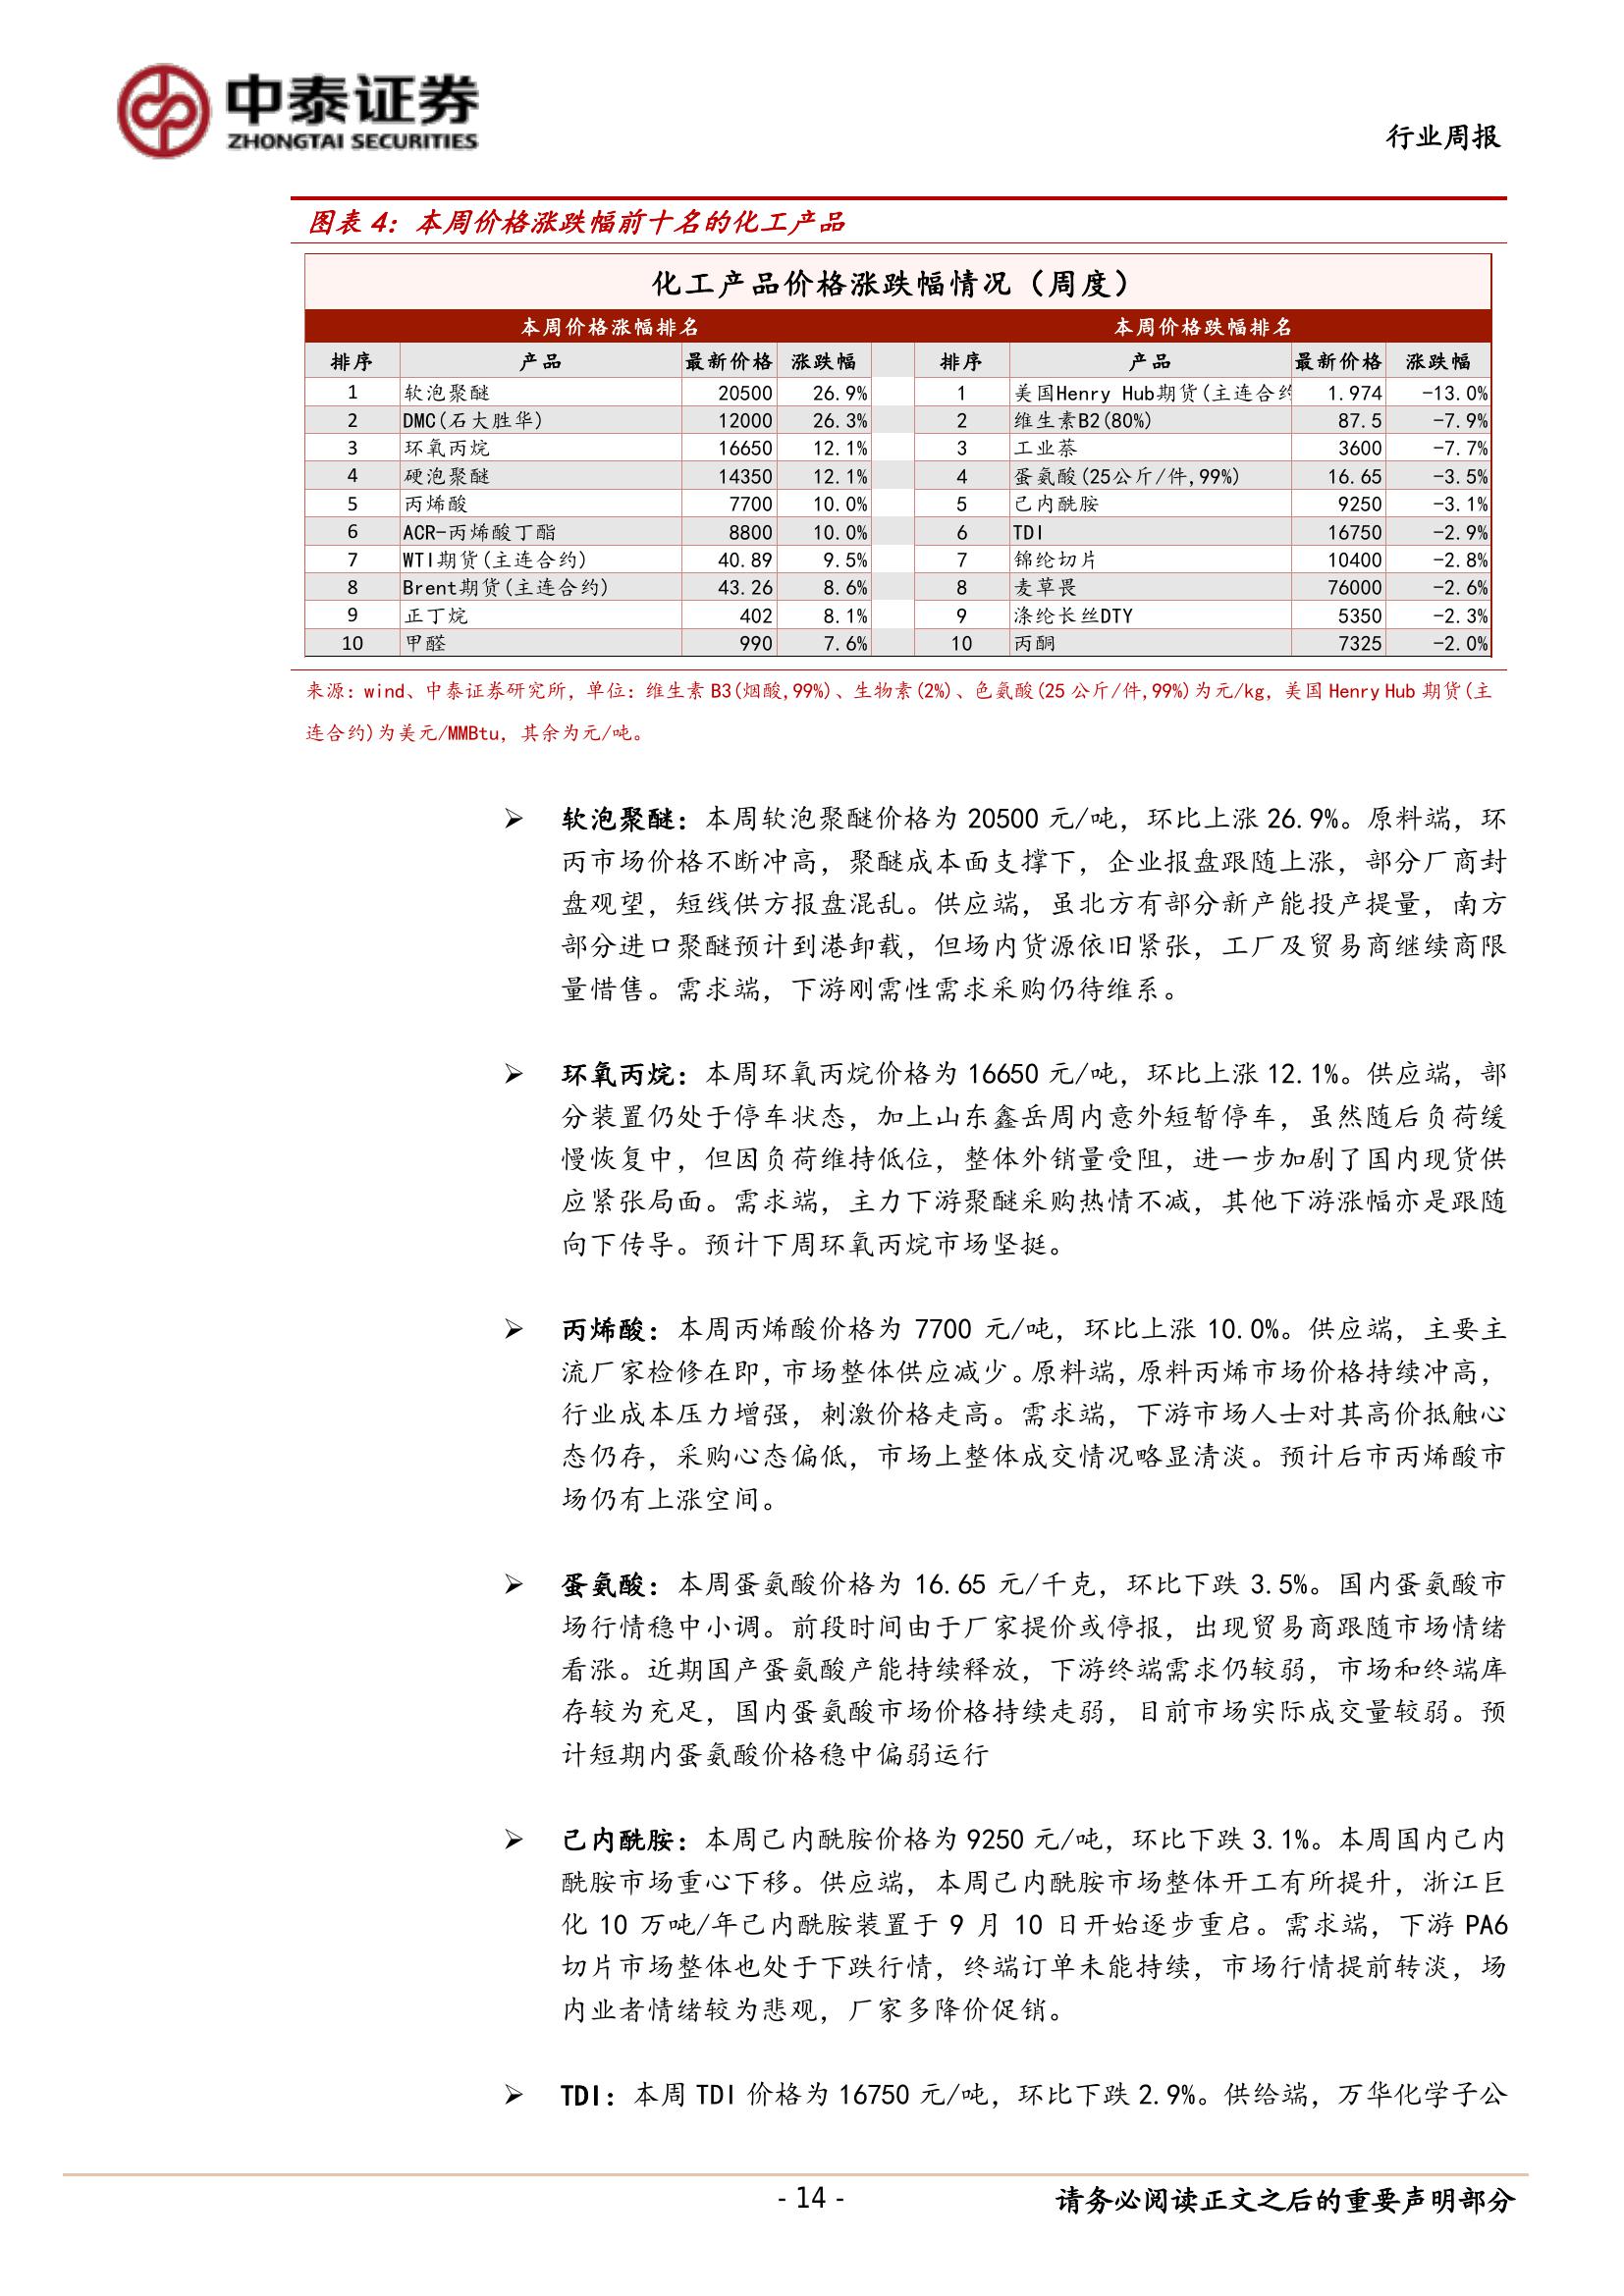 中泰证券
ZHONGTAI SECURITIES
行业周报
图表 4：本周价格涨跌幅前十名的化工产品
化工产品价格涨跌幅情况（周度）
本周价格涨幅排名 本周价格跌幅排名
排序 产品 最新价格 涨跌幅 排序 产品 最新价格 涨跌幅
1 软泡聚醚 20500 26.9% 1 美国Henry Hub期货(主连合约 1.974 -13.0%
2 DMC(石大胜华) 12000 26.3% 2 维生素B2(80%) 87.5 -7.9%
3 环氧丙烷 16650 12.1% 3 工业萘 3600 -7.7%
4 硬泡聚醚 14350 12.1% 4 蛋氨酸(25公斤/件,99%) 16.65 -3.5%
5 丙烯酸 7700 10.0% 5 己内酰胺 9250 -3.1%
6 ACR-丙烯酸丁酯 8800 10.0% 6 TDI 16750 -2.9%
7 WTI期货(主连合约) 40.89 9.5% 7 锦纶切片 10400 -2.8%
8 Brent期货(主连合约) 43.26 8.6% 8 麦草畏 76000 -2.6%
9 正丁烷 402 8.1% 9 涤纶长丝DTY 5350 -2.3%
10 甲醛 990 7.6% 10 丙酮 7325 -2.0%
来源：wind、中泰证券研究所，单位：维生素 B3(烟酸,99%)、生物素(2%)、色氨酸(25 公斤/件,99%)为元/kg，美国 Henry Hub 期货(主
连合约)为美元/MMBtu，其余为元/吨。
➢ 软泡聚醚：本周软泡聚醚价格为 20500 元/吨，环比上涨 26.9%。原料端，环
丙市场价格不断冲高，聚醚成本面支撑下，企业报盘跟随上涨，部分厂商封
盘观望，短线供方报盘混乱。供应端，虽北方有部分新产能投产提量，南方
部分进口聚醚预计到港卸载，但场内货源依旧紧张，工厂及贸易商继续商限
量惜售。需求端，下游刚需性需求采购仍待维系。
➢ 环氧丙烷：本周环氧丙烷价格为 16650 元/吨，环比上涨 12.1%。供应端，部
分装置仍处于停车状态，加上山东鑫岳周内意外短暂停车，虽然随后负荷缓
慢恢复中，但因负荷维持低位，整体外销量受阻，进一步加剧了国内现货供
应紧张局面。需求端，主力下游聚醚采购热情不减，其他下游涨幅亦是跟随
向下传导。预计下周环氧丙烷市场坚挺。
➢ 丙烯酸：本周丙烯酸价格为 7700 元/吨，环比上涨 10.0%。供应端，主要主
流厂家检修在即，市场整体供应减少。原料端，原料丙烯市场价格持续冲高，
行业成本压力增强，刺激价格走高。需求端，下游市场人士对其高价抵触心
态仍存，采购心态偏低，市场上整体成交情况略显清淡。预计后市丙烯酸市
场仍有上涨空间。
➢ 蛋氨酸：本周蛋氨酸价格为 16.65 元/千克，环比下跌 3.5%。国内蛋氨酸市
场行情稳中小调。前段时间由于厂家提价或停报，出现贸易商跟随市场情绪
看涨。近期国产蛋氨酸产能持续释放，下游终端需求仍较弱，市场和终端库
存较为充足，国内蛋氨酸市场价格持续走弱，目前市场实际成交量较弱。预
计短期内蛋氨酸价格稳中偏弱运行
➢ 己内酰胺：本周己内酰胺价格为 9250 元/吨，环比下跌 3.1%。本周国内己内
酰胺市场重心下移。供应端，本周己内酰胺市场整体开工有所提升，浙江巨
化 10 万吨/年己内酰胺装置于 9 月 10 日开始逐步重启。需求端，下游 PA6
切片市场整体也处于下跌行情，终端订单未能持续，市场行情提前转淡，场
内业者情绪较为悲观，厂家多降价促销。
➢ TDI：本周 TDI 价格为 16750 元/吨，环比下跌 2.9%。供给端，万华化学子公
- 14 - 请务必阅读正文之后的重要声明部分